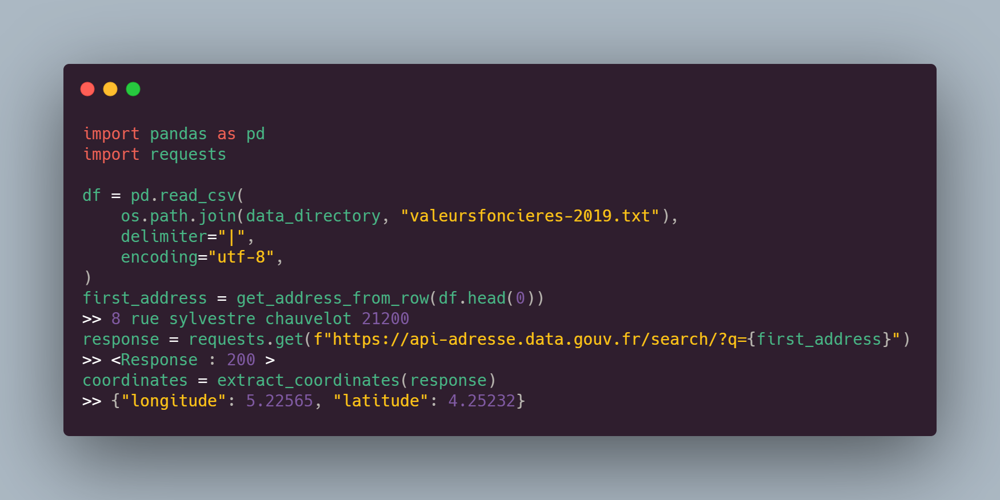 import pandas as pd
import requests

df = pd.read_csv(
    os.path.join(data_directory, "valeursfoncieres-2019.txt"),
    delimiter="|",
    encoding="utf-8",
)
first_address = get_address_from_row(df.head(0))
>> 8 rue sylvestre chauvelot 21200
response = requests.get(f"https://api-adresse.data.gouv.fr/search/?q={first_address}")
>> <Response : 200 >
coordinates = extract_coordinates(response)
>> {"longitude": 5.22565, "latitude": 4.25232}